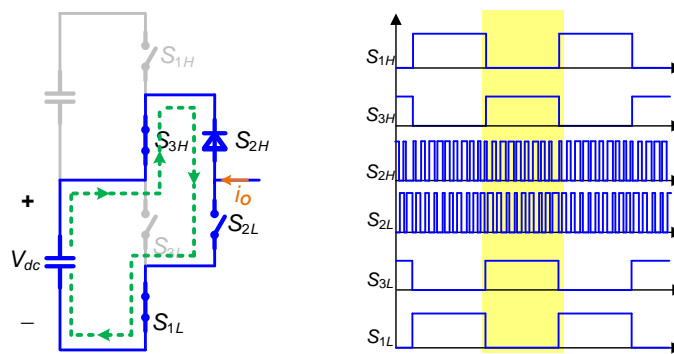 S1H
S3H
S2H
+
io
S2L
S3L
Vdc
–
S1L
S1H
S3H
S2H
S2L
S3L
S1L